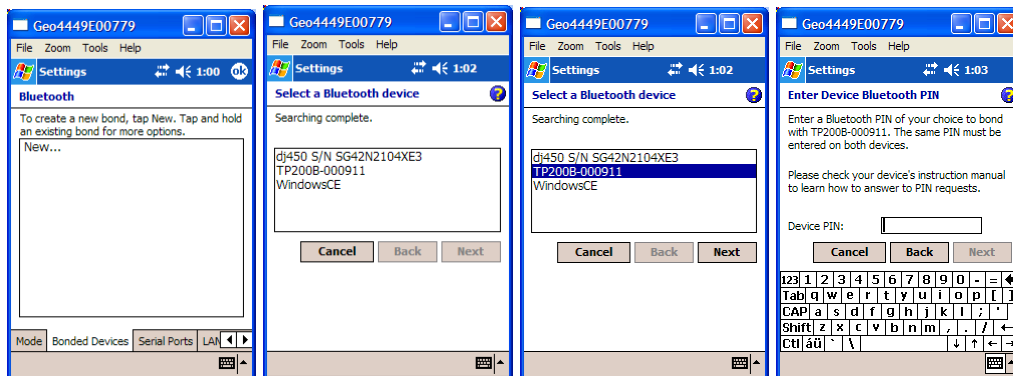 Geo4449E00779
File Zoom Tools Help
Settings 1:00 ok
Bluetooth
To create a new bond, tap New. Tap and hold
an existing bond for more options.
New...
Mode Bonded Devices Serial Ports LAN
Geo4449E00779
File Zoom Tools Help
Settings 1:02
Select a Bluetooth device ?
Searching complete.
dj450 S/N SG42N2104XE3
TP200B-000911
WindowsCE
Cancel Back Next
Geo4449E00779
File Zoom Tools Help
Settings 1:02
Select a Bluetooth device ?
Searching complete.
dj450 S/N SG42N2104XE3
TP200B-000911
WindowsCE
Cancel Back Next
Geo4449E00779
File Zoom Tools Help
Settings 1:03
Enter Device Bluetooth PIN ?
Enter a Bluetooth PIN of your choice to bond
with TP200B-000911. The same PIN must be
entered on both devices.
Please check your device's instruction manual
to learn how to answer to PIN requests.
Device PIN:
Cancel Back Next
123 1 2 3 4 5 6 7 8 9 0 - =
Tab q w e r t y u i o p [ ]
CAP a s d f g h j k l ; '
Shift z x c v b n m , . / ←
Ctl áü ` \ ↓ ↑ ← →